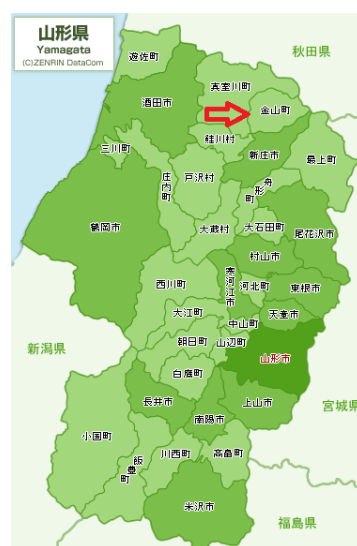 山形県
Yamagata
(C)ZENRIN DataCom
秋田県
遊佐町
真室川町
酒田市
金山町
鮭川村
三川町
新庄市
最上町
庄内町
戸沢村
舟形町
鶴岡市
大蔵村
大石田町
尾花沢市
村山市
西川町
寒河江市
河北町
東根市
大江町
天童市
中山町
新潟県
朝日町
山辺町
山形市
白鷹町
長井市
上山市
宮城県
南陽市
小国町
飯豊町
川西町
高畠町
米沢市
福島県